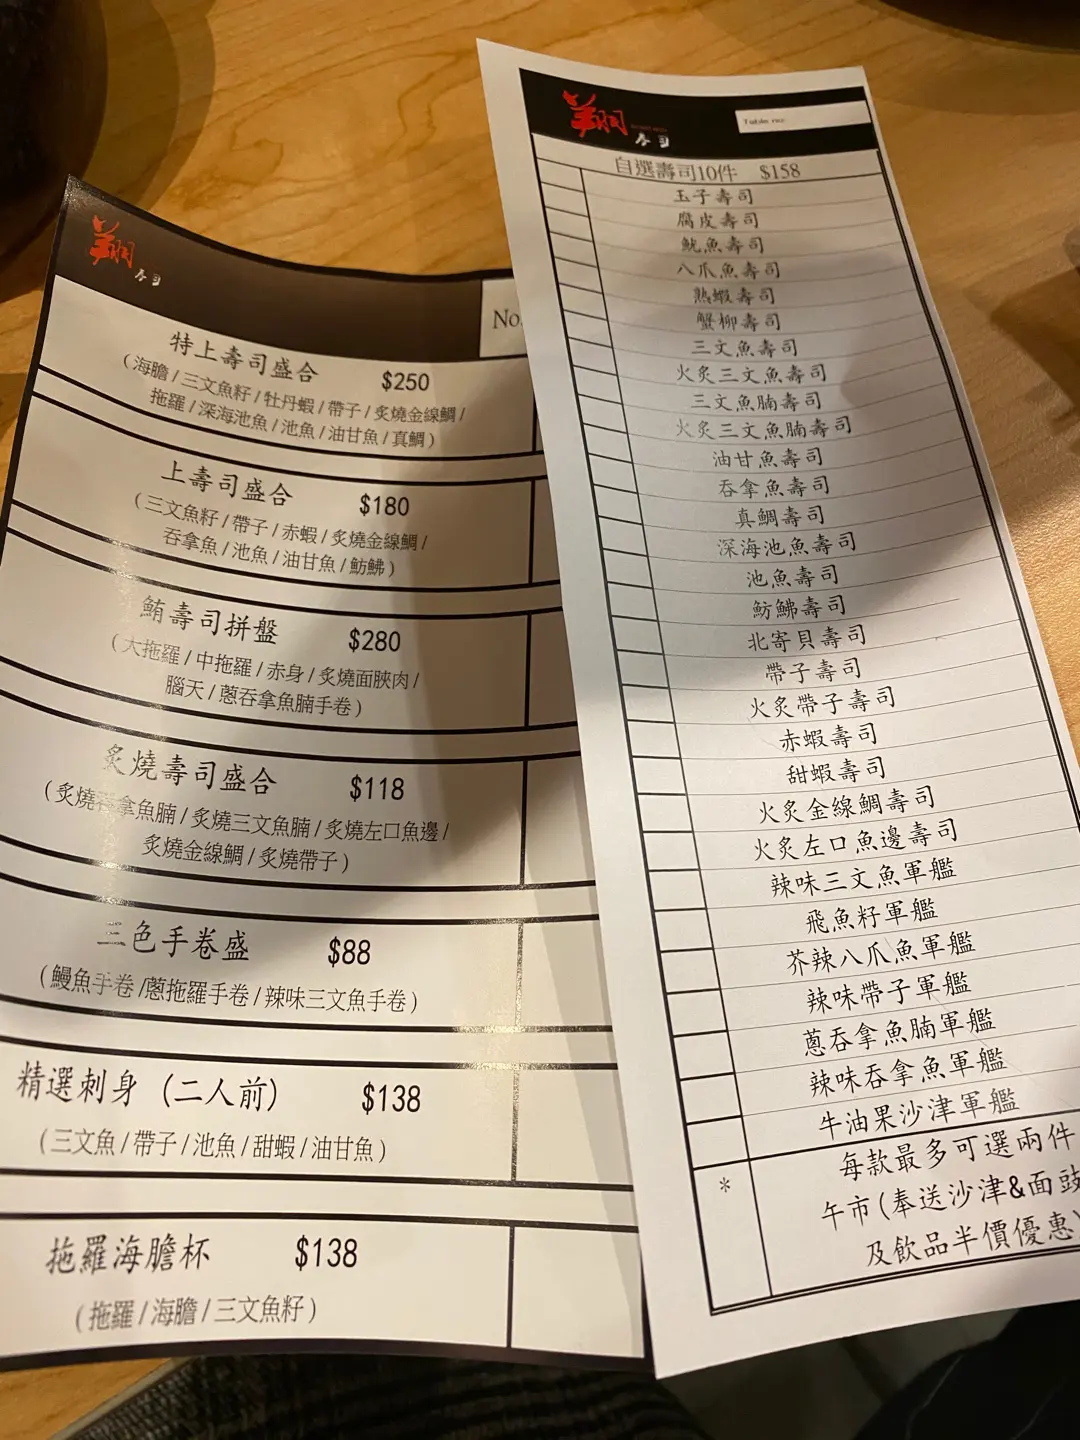 翔
壽司
No.
特上壽司盛合 $250
(海膽/三文魚籽/牡丹蝦/帶子/炙燒金線鯛/
拖羅/深海池魚/池魚/油甘魚/真鯛)
上壽司盛合 $180
(三文魚籽/帶子/赤蝦/炙燒金線鯛/
吞拿魚/池魚/油甘魚/魴鮄)
鮪壽司拼盤 $280
(大拖羅/中拖羅/赤身/炙燒面脥肉/
腦天/蔥吞拿魚腩手卷)
炙燒壽司盛合 $118
(炙燒吞拿魚腩/炙燒三文魚腩/炙燒左口魚邊/
炙燒金線鯛/炙燒帶子)
三色手卷盛 $88
(鰻魚手卷/蔥拖羅手卷/辣味三文魚手卷)
精選刺身 (二人前) $138
(三文魚/帶子/池魚/甜蝦/油甘魚)
拖羅海膽杯 $138
(拖羅/海膽/三文魚籽)
翔
壽司
Table no:
自選壽司10件 $158
玉子壽司
腐皮壽司
魷魚壽司
八爪魚壽司
熟蝦壽司
蟹柳壽司
三文魚壽司
火炙三文魚壽司
三文魚腩壽司
火炙三文魚腩壽司
油甘魚壽司
吞拿魚壽司
真鯛壽司
深海池魚壽司
池魚壽司
魴鮄壽司
北寄貝壽司
帶子壽司
火炙帶子壽司
赤蝦壽司
甜蝦壽司
火炙金線鯛壽司
火炙左口魚邊壽司
辣味三文魚軍艦
飛魚籽軍艦
芥辣八爪魚軍艦
辣味帶子軍艦
蔥吞拿魚腩軍艦
辣味吞拿魚軍艦
牛油果沙津軍艦
* 每款最多可選兩件
午市(奉送沙津&面豉
及飲品半價優惠)